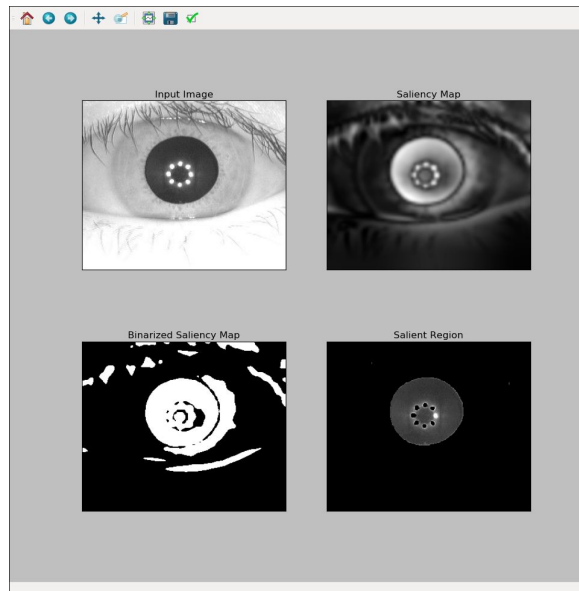 Input Image
Saliency Map
Binarized Saliency Map
Salient Region